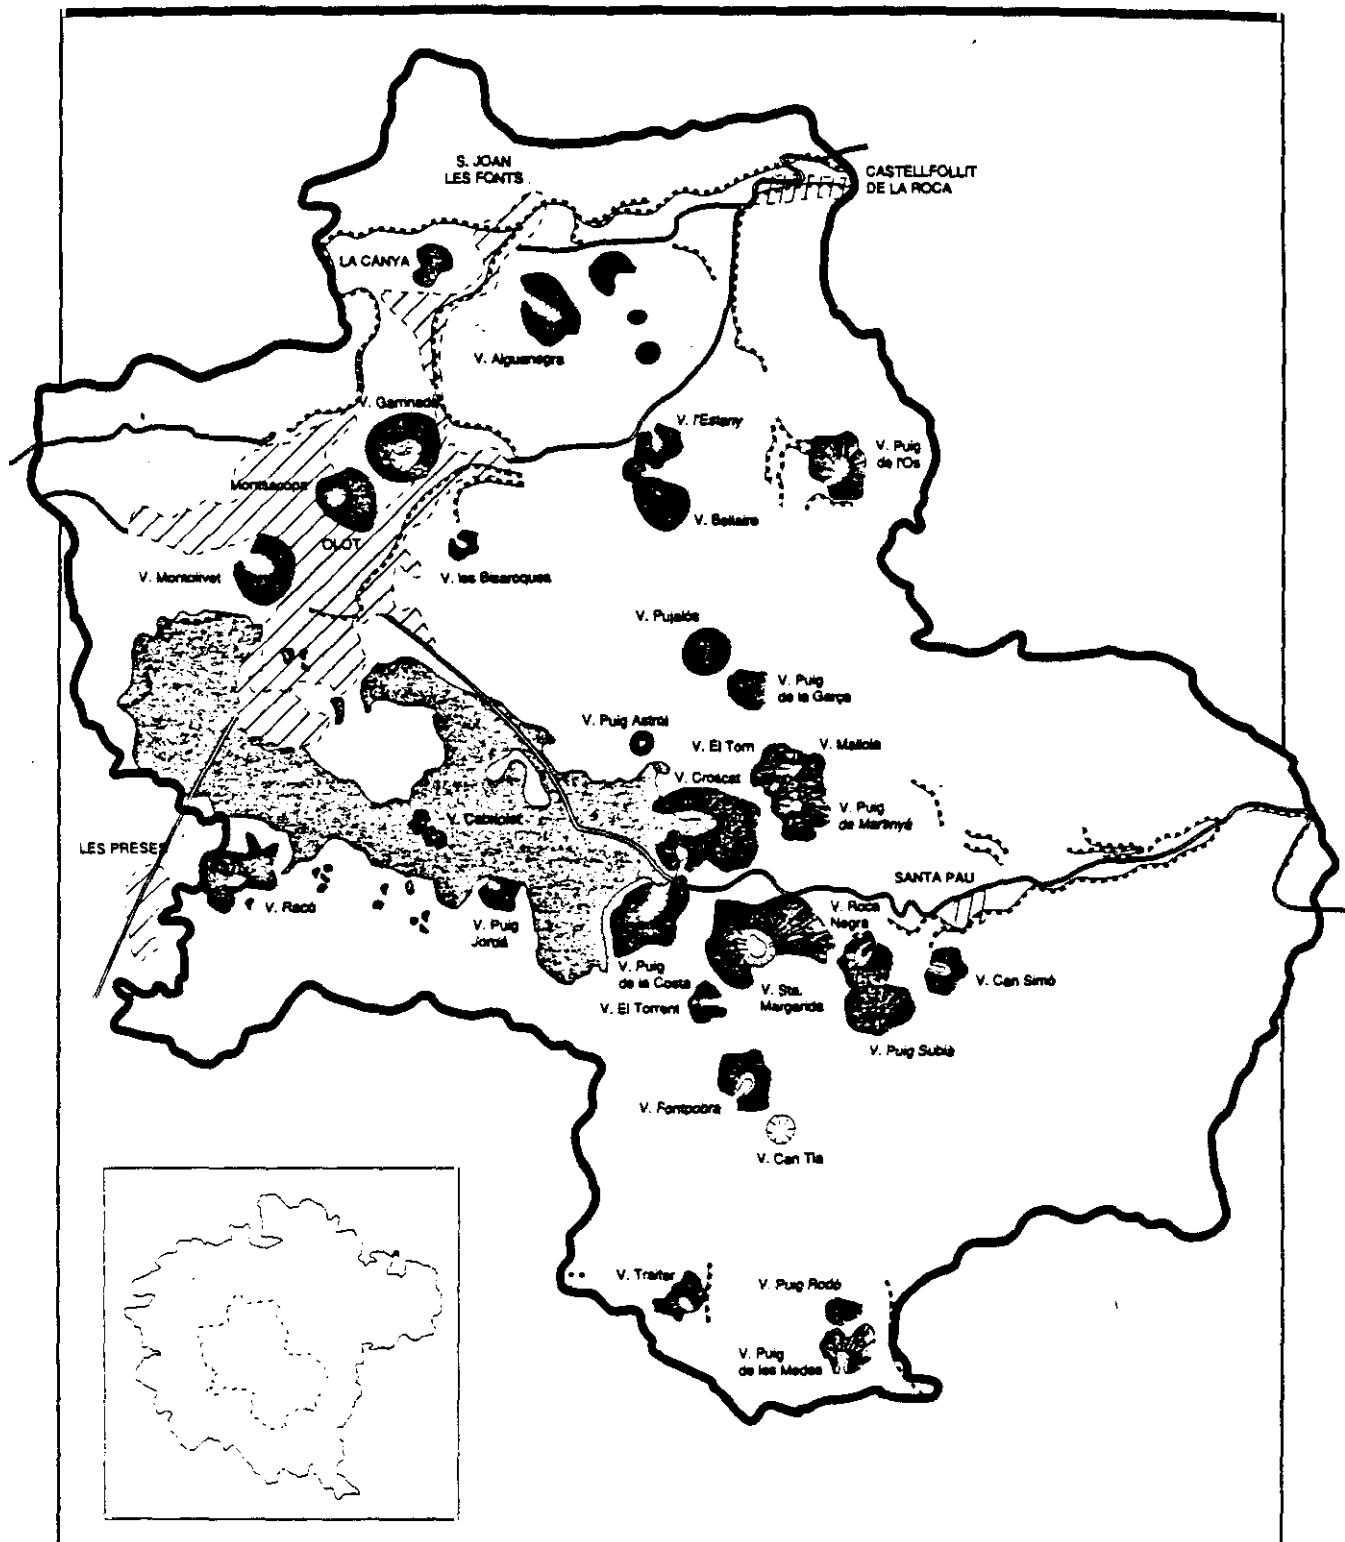 S. JOAN
LES FONTS
CASTELLFOLLIT
DE LA ROCA
LA CANYA
V. Aiguanegra
V. Garrinada
V. l'Estany
V. Puig
de l'Os
Montsacopa
V. Bellaire
OLOT
V. Montolivet
V. les Bisaroques
V. Pujalós
V. Puig
de la Garça
V. Puig Astrol
V. El Torn
V. Mallola
V. Croscat
V. Puig
de Martinyà
V. Cabriolet
LES PRESES
SANTA PAU
V. Racó
V. Puig
Jordà
V. Roca
Negra
V. Puig
de la Costa
V. Sta.
Margarida
V. Can Simó
V. El Torrent
V. Puig Subià
V. Fontpobra
V. Can Tia
V. Traiter
V. Puig Rodó
V. Puig
de les Medes